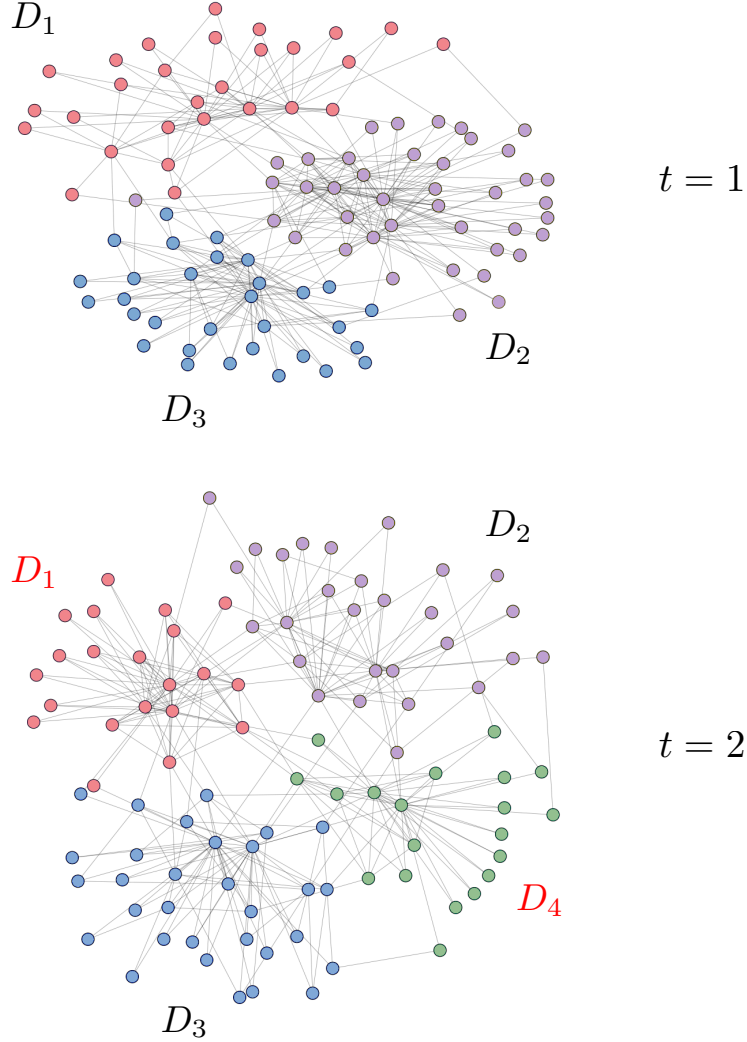 D₁
t = 1
D₂
D₃
D₂
D₁
t = 2
D₄
D₃